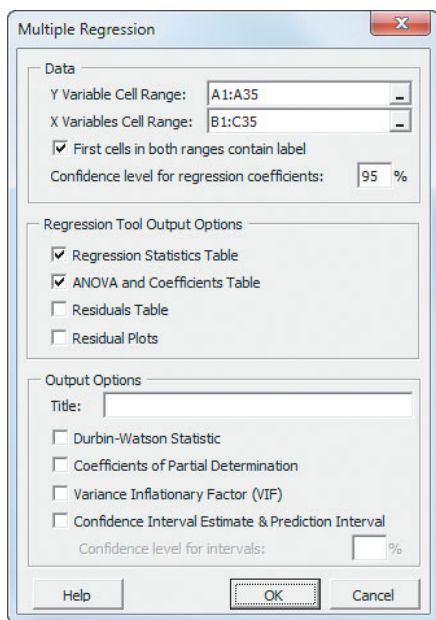 Multiple Regression
Data
Y Variable Cell Range: A1:A35
X Variables Cell Range: B1:C35
First cells in both ranges contain label
Confidence level for regression coefficients: 95 %
Regression Tool Output Options
Regression Statistics Table
ANOVA and Coefficients Table
Residuals Table
Residual Plots
Output Options
Title:
Durbin-Watson Statistic
Coefficients of Partial Determination
Variance Inflationary Factor (VIF)
Confidence Interval Estimate & Prediction Interval
Confidence level for intervals: %
Help OK Cancel